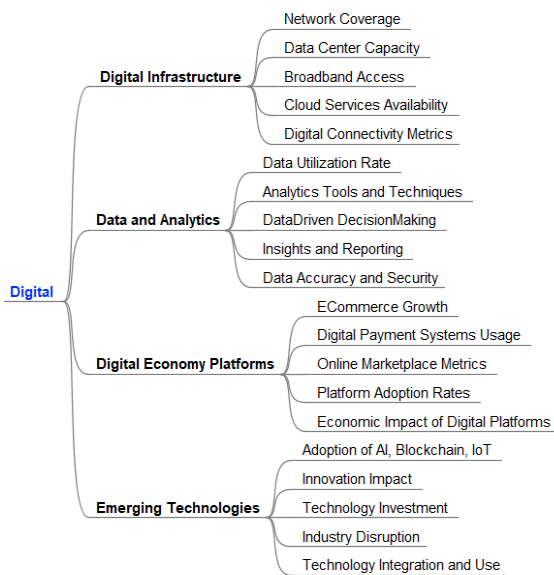 Digital
Digital Infrastructure
Network Coverage
Data Center Capacity
Broadband Access
Cloud Services Availability
Digital Connectivity Metrics
Data and Analytics
Data Utilization Rate
Analytics Tools and Techniques
DataDriven DecisionMaking
Insights and Reporting
Data Accuracy and Security
Digital Economy Platforms
ECommerce Growth
Digital Payment Systems Usage
Online Marketplace Metrics
Platform Adoption Rates
Economic Impact of Digital Platforms
Emerging Technologies
Adoption of AI, Blockchain, IoT
Innovation Impact
Technology Investment
Industry Disruption
Technology Integration and Use